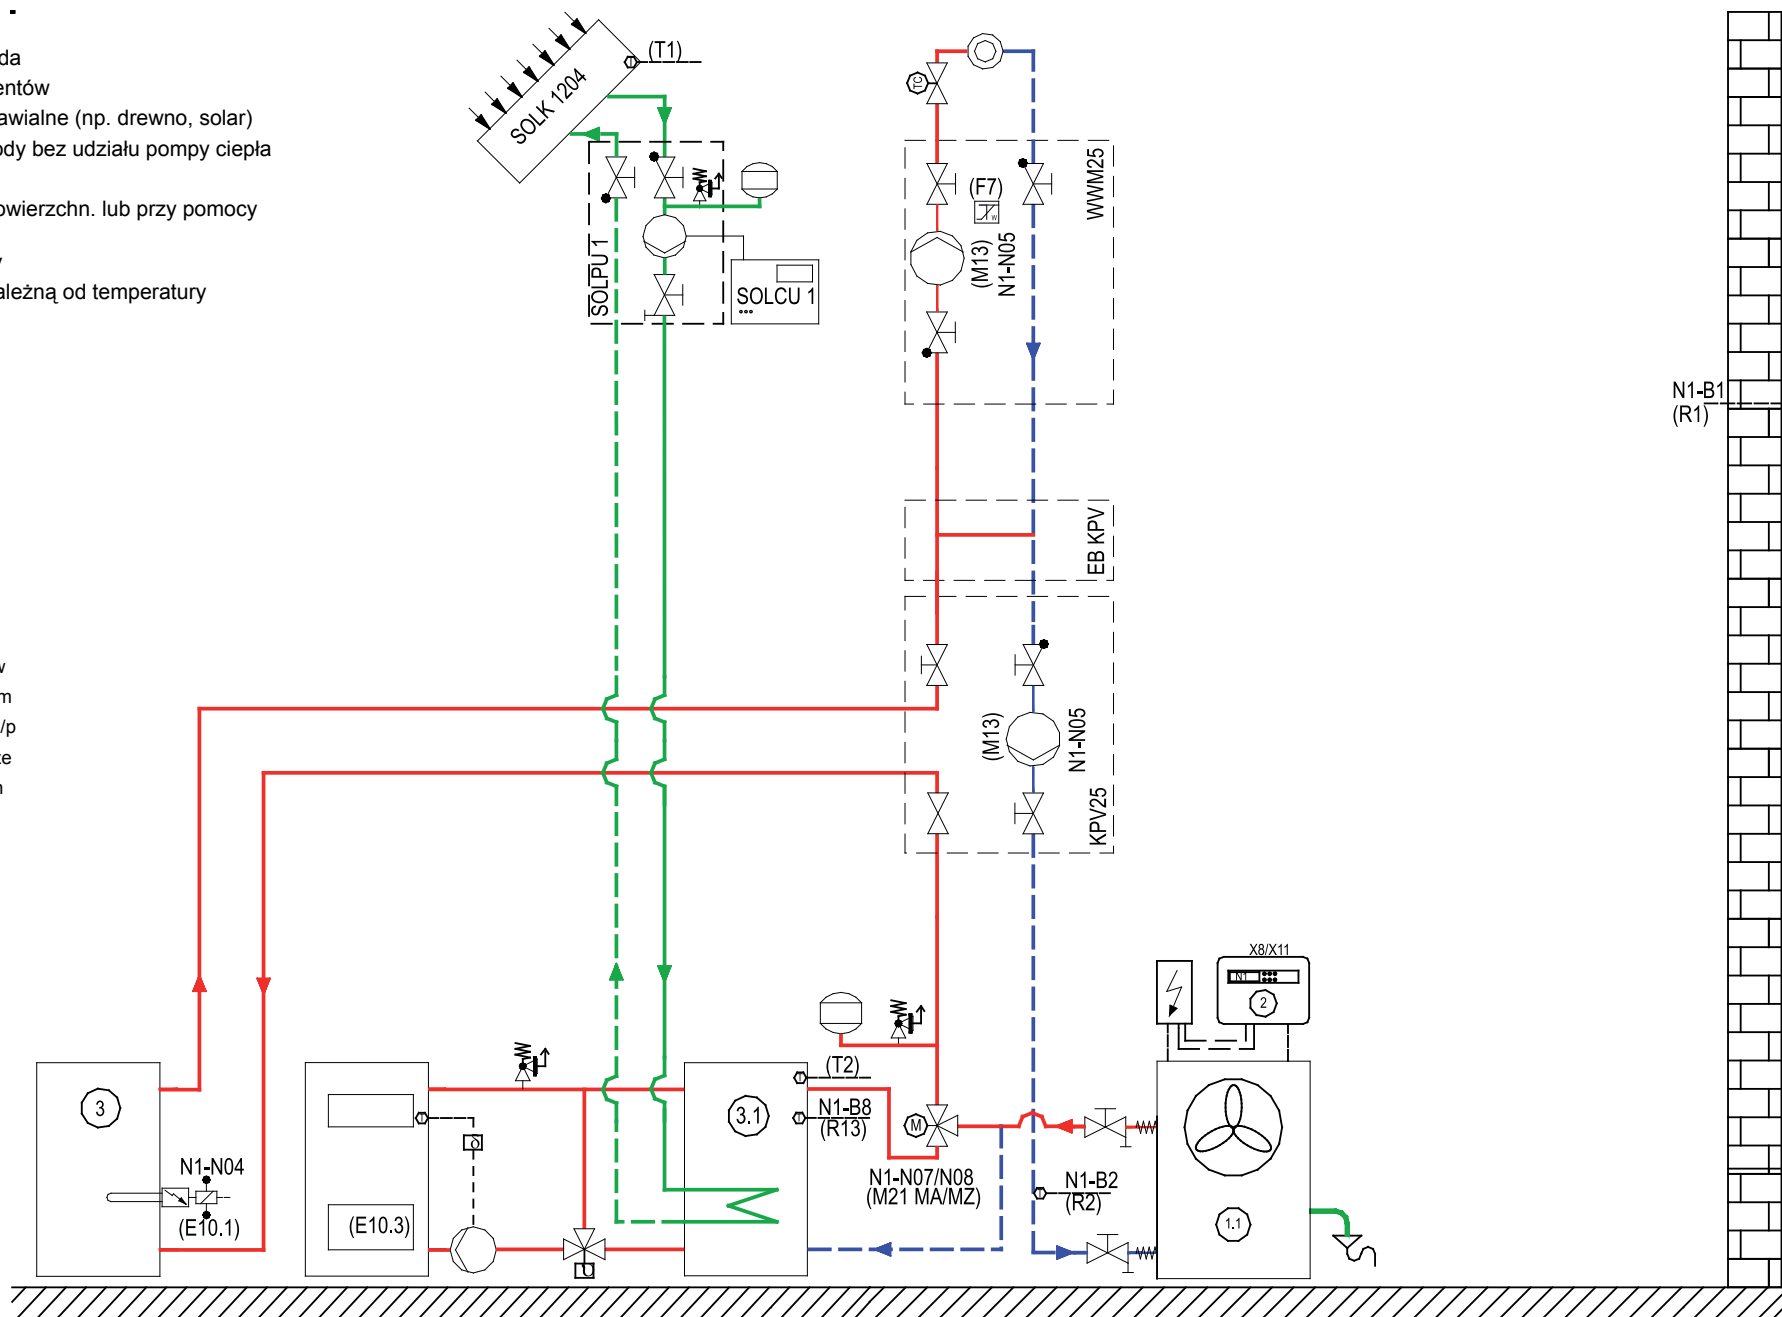 -
da
entów
awialne (np. drewno, solar)
ody bez udziału pompy ciepła
owierzchn. lub przy pomocy
y
ależną od temperatury
w
m
/p
te
h
(T1)
SOLK 1204
SOLPU 1
SOLCU 1
TC
(F7)
W
(M13)
N1-N05
WWM25
N1-B1
(R1)
EB KPV
(M13)
N1-N05
KPV25
X8/X11
N1
2
3
N1-N04
(E10.1)
(E10.3)
3.1
(T2)
N1-B8
(R13)
M
N1-N07/N08
(M21 MA/MZ)
N1-B2
(R2)
1.1